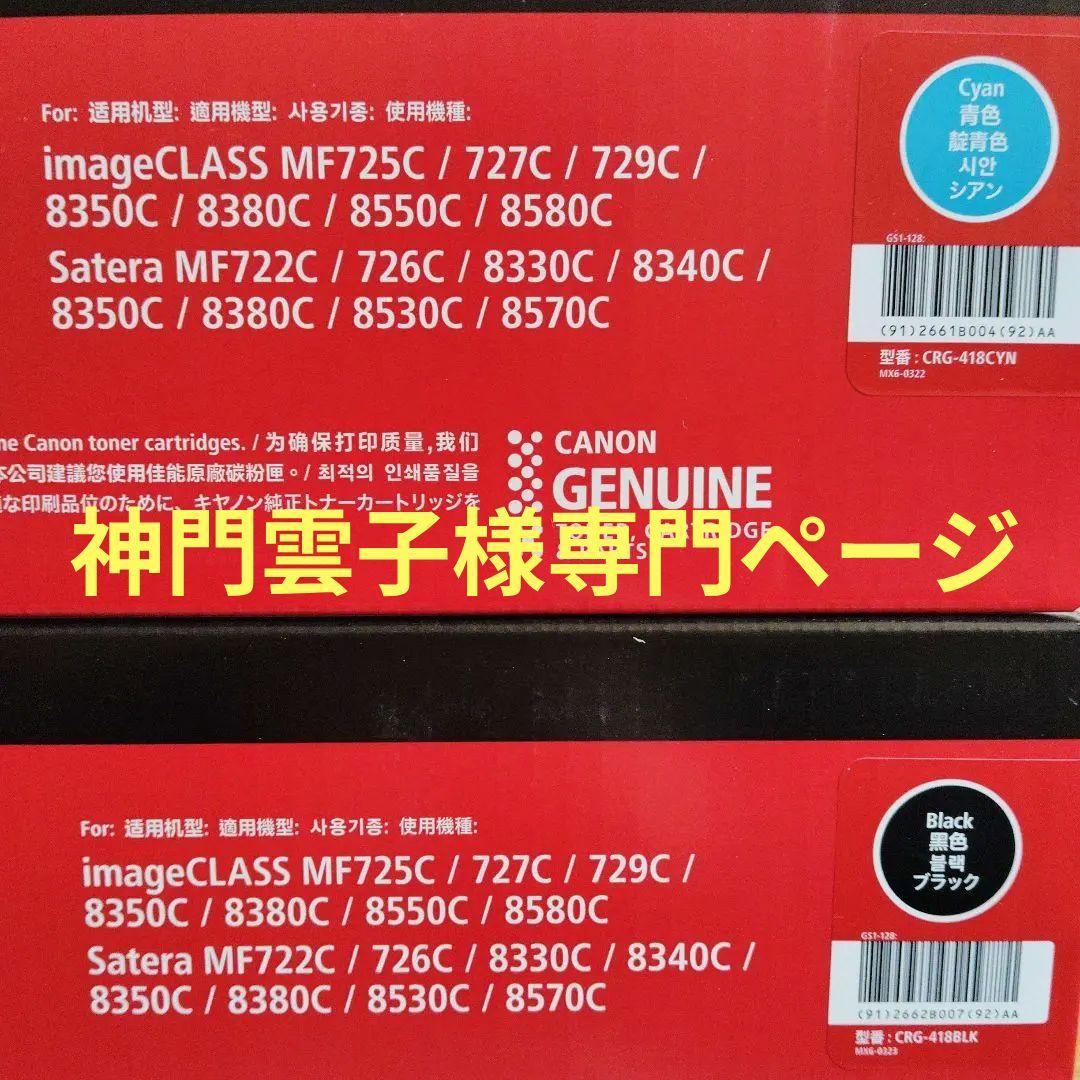 For: 适用机型: 適用機型: 사용기종: 使用機種:
imageCLASS MF725C / 727C / 729C /
8350C / 8380C / 8550C / 8580C
Satera MF722C / 726C / 8330C / 8340C /
8350C / 8380C / 8530C / 8570C
Cyan
青色
靛青色
시안
シアン
GS1-128:
(91)2661B004(92)AA
型番 : CRG-418CYN
MX6-0322
ne Canon toner cartridges. / 为确保打印质量,我们
本公司建議您使用佳能原廠碳粉匣。/ 최적의 인쇄품질을
な印刷品位のために、キヤノン純正トナーカートリッジを
CANON
GENUINE
TONER, CARTRIDGE
& PARTS
神門雲子様専門ページ
For: 适用机型: 適用機型: 사용기종: 使用機種:
imageCLASS MF725C / 727C / 729C /
8350C / 8380C / 8550C / 8580C
Satera MF722C / 726C / 8330C / 8340C /
8350C / 8380C / 8530C / 8570C
Black
黑色
블랙
ブラック
GS1-128:
(91)2662B007(92)AA
型番 : CRG-418BLK
MX6-0323